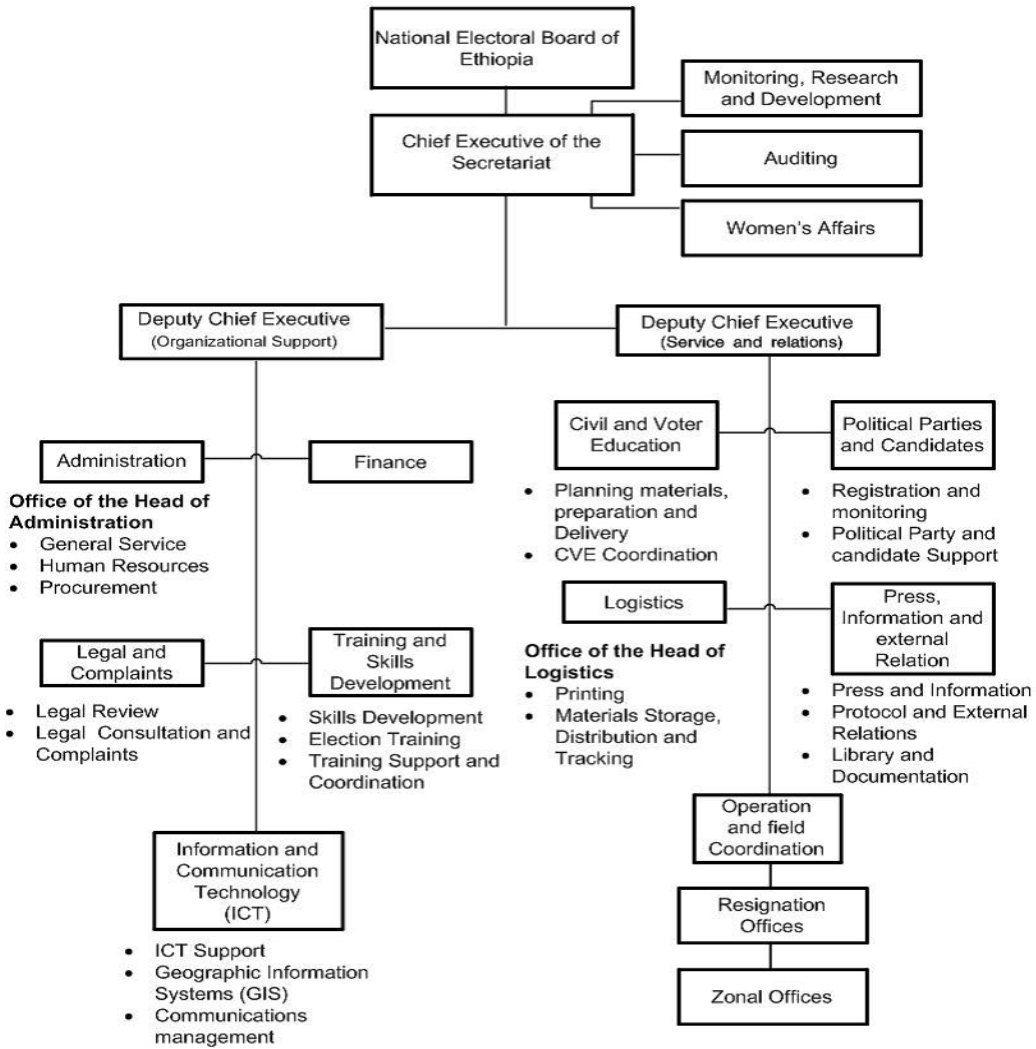 National Electoral Board of
Ethiopia
Monitoring, Research
and Development
Chief Executive of the
Secretariat
Auditing
Women's Affairs
Deputy Chief Executive
(Organizational Support)
Deputy Chief Executive
(Service and relations)
Administration
Finance
Office of the Head of
Administration
• General Service
• Human Resources
• Procurement
Legal and
Complaints
• Legal Review
• Legal Consultation and
Complaints
Training and
Skills
Development
• Skills Development
• Election Training
• Training Support and
Coordination
Information and
Communication
Technology
(ICT)
• ICT Support
• Geographic Information
Systems (GIS)
• Communications
management
Civil and Voter
Education
• Planning materials,
preparation and
Delivery
• CVE Coordination
Political Parties
and Candidates
• Registration and
monitoring
• Political Party and
candidate Support
Logistics
Office of the Head of
Logistics
• Printing
• Materials Storage,
Distribution and
Tracking
Press,
Information and
external
Relation
• Press and Information
• Protocol and External
Relations
• Library and
Documentation
Operation
and field
Coordination
Resignation
Offices
Zonal Offices